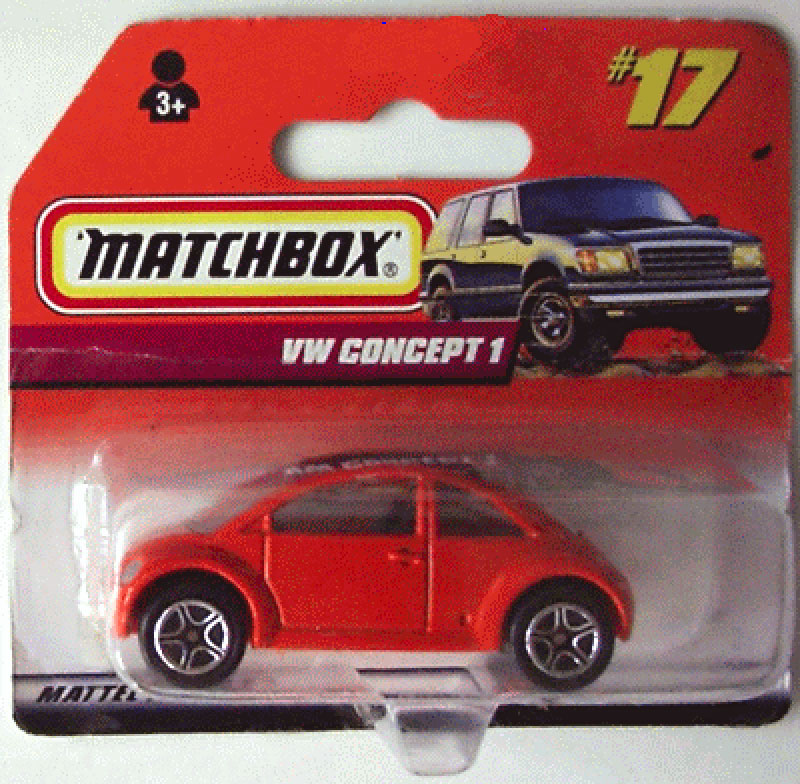 3+
#17
MATCHBOX®
VW CONCEPT 1
MATTEL